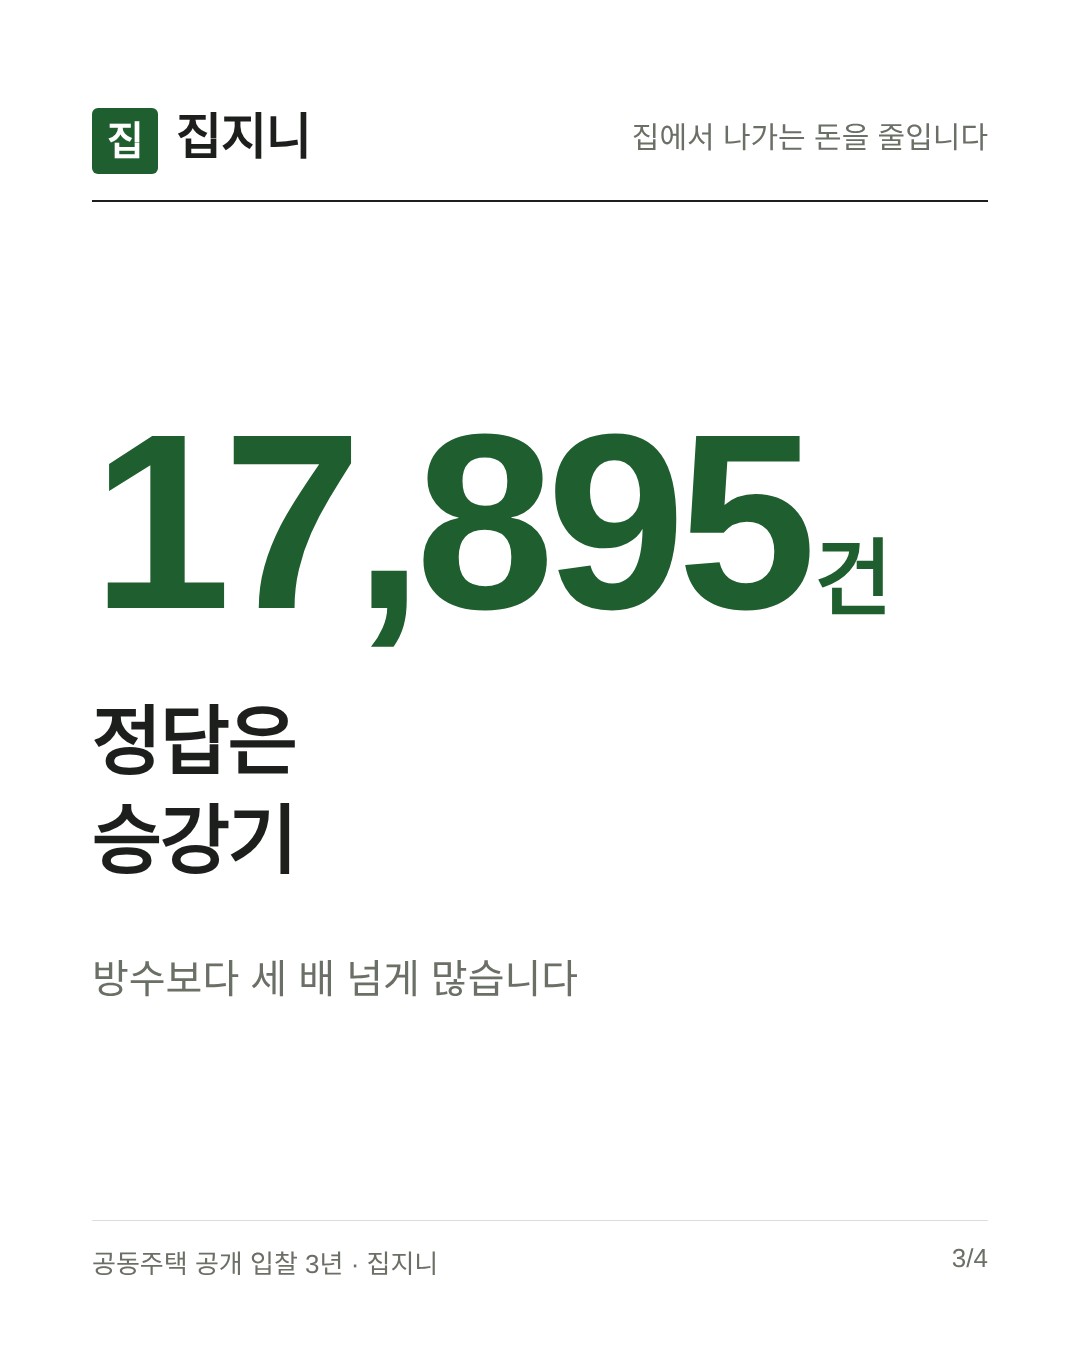 집 집지니
집에서 나가는 돈을 줄입니다
17,895건
정답은
승강기
방수보다 세 배 넘게 많습니다
공동주택 공개 입찰 3년 · 집지니
3/4